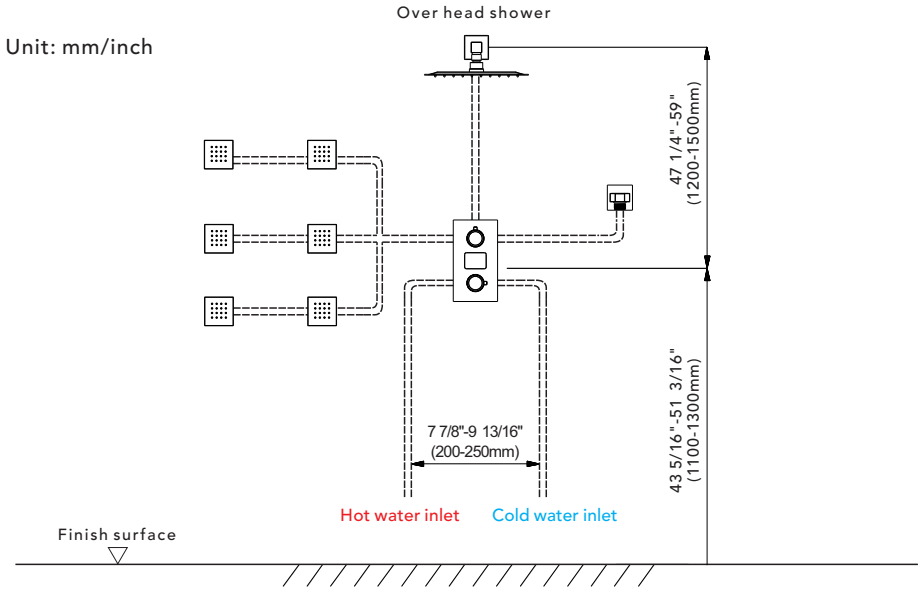 Over head shower
Unit: mm/inch
47 1/4"-59"
(1200-1500mm)
43 5/16"-51 3/16"
(1100-1300mm)
7 7/8"-9 13/16"
(200-250mm)
Hot water inlet
Cold water inlet
Finish surface